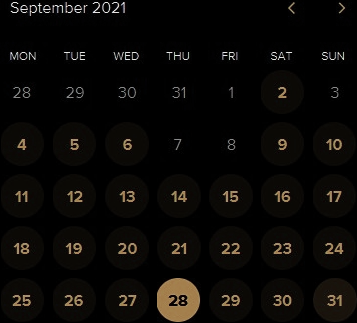 September 2021
MON TUE WED THU FRI SAT SUN
28 29 30 31 1 2 3
4 5 6 7 8 9 10
11 12 13 14 15 16 17
18 19 20 21 22 23 24
25 26 27 28 29 30 31